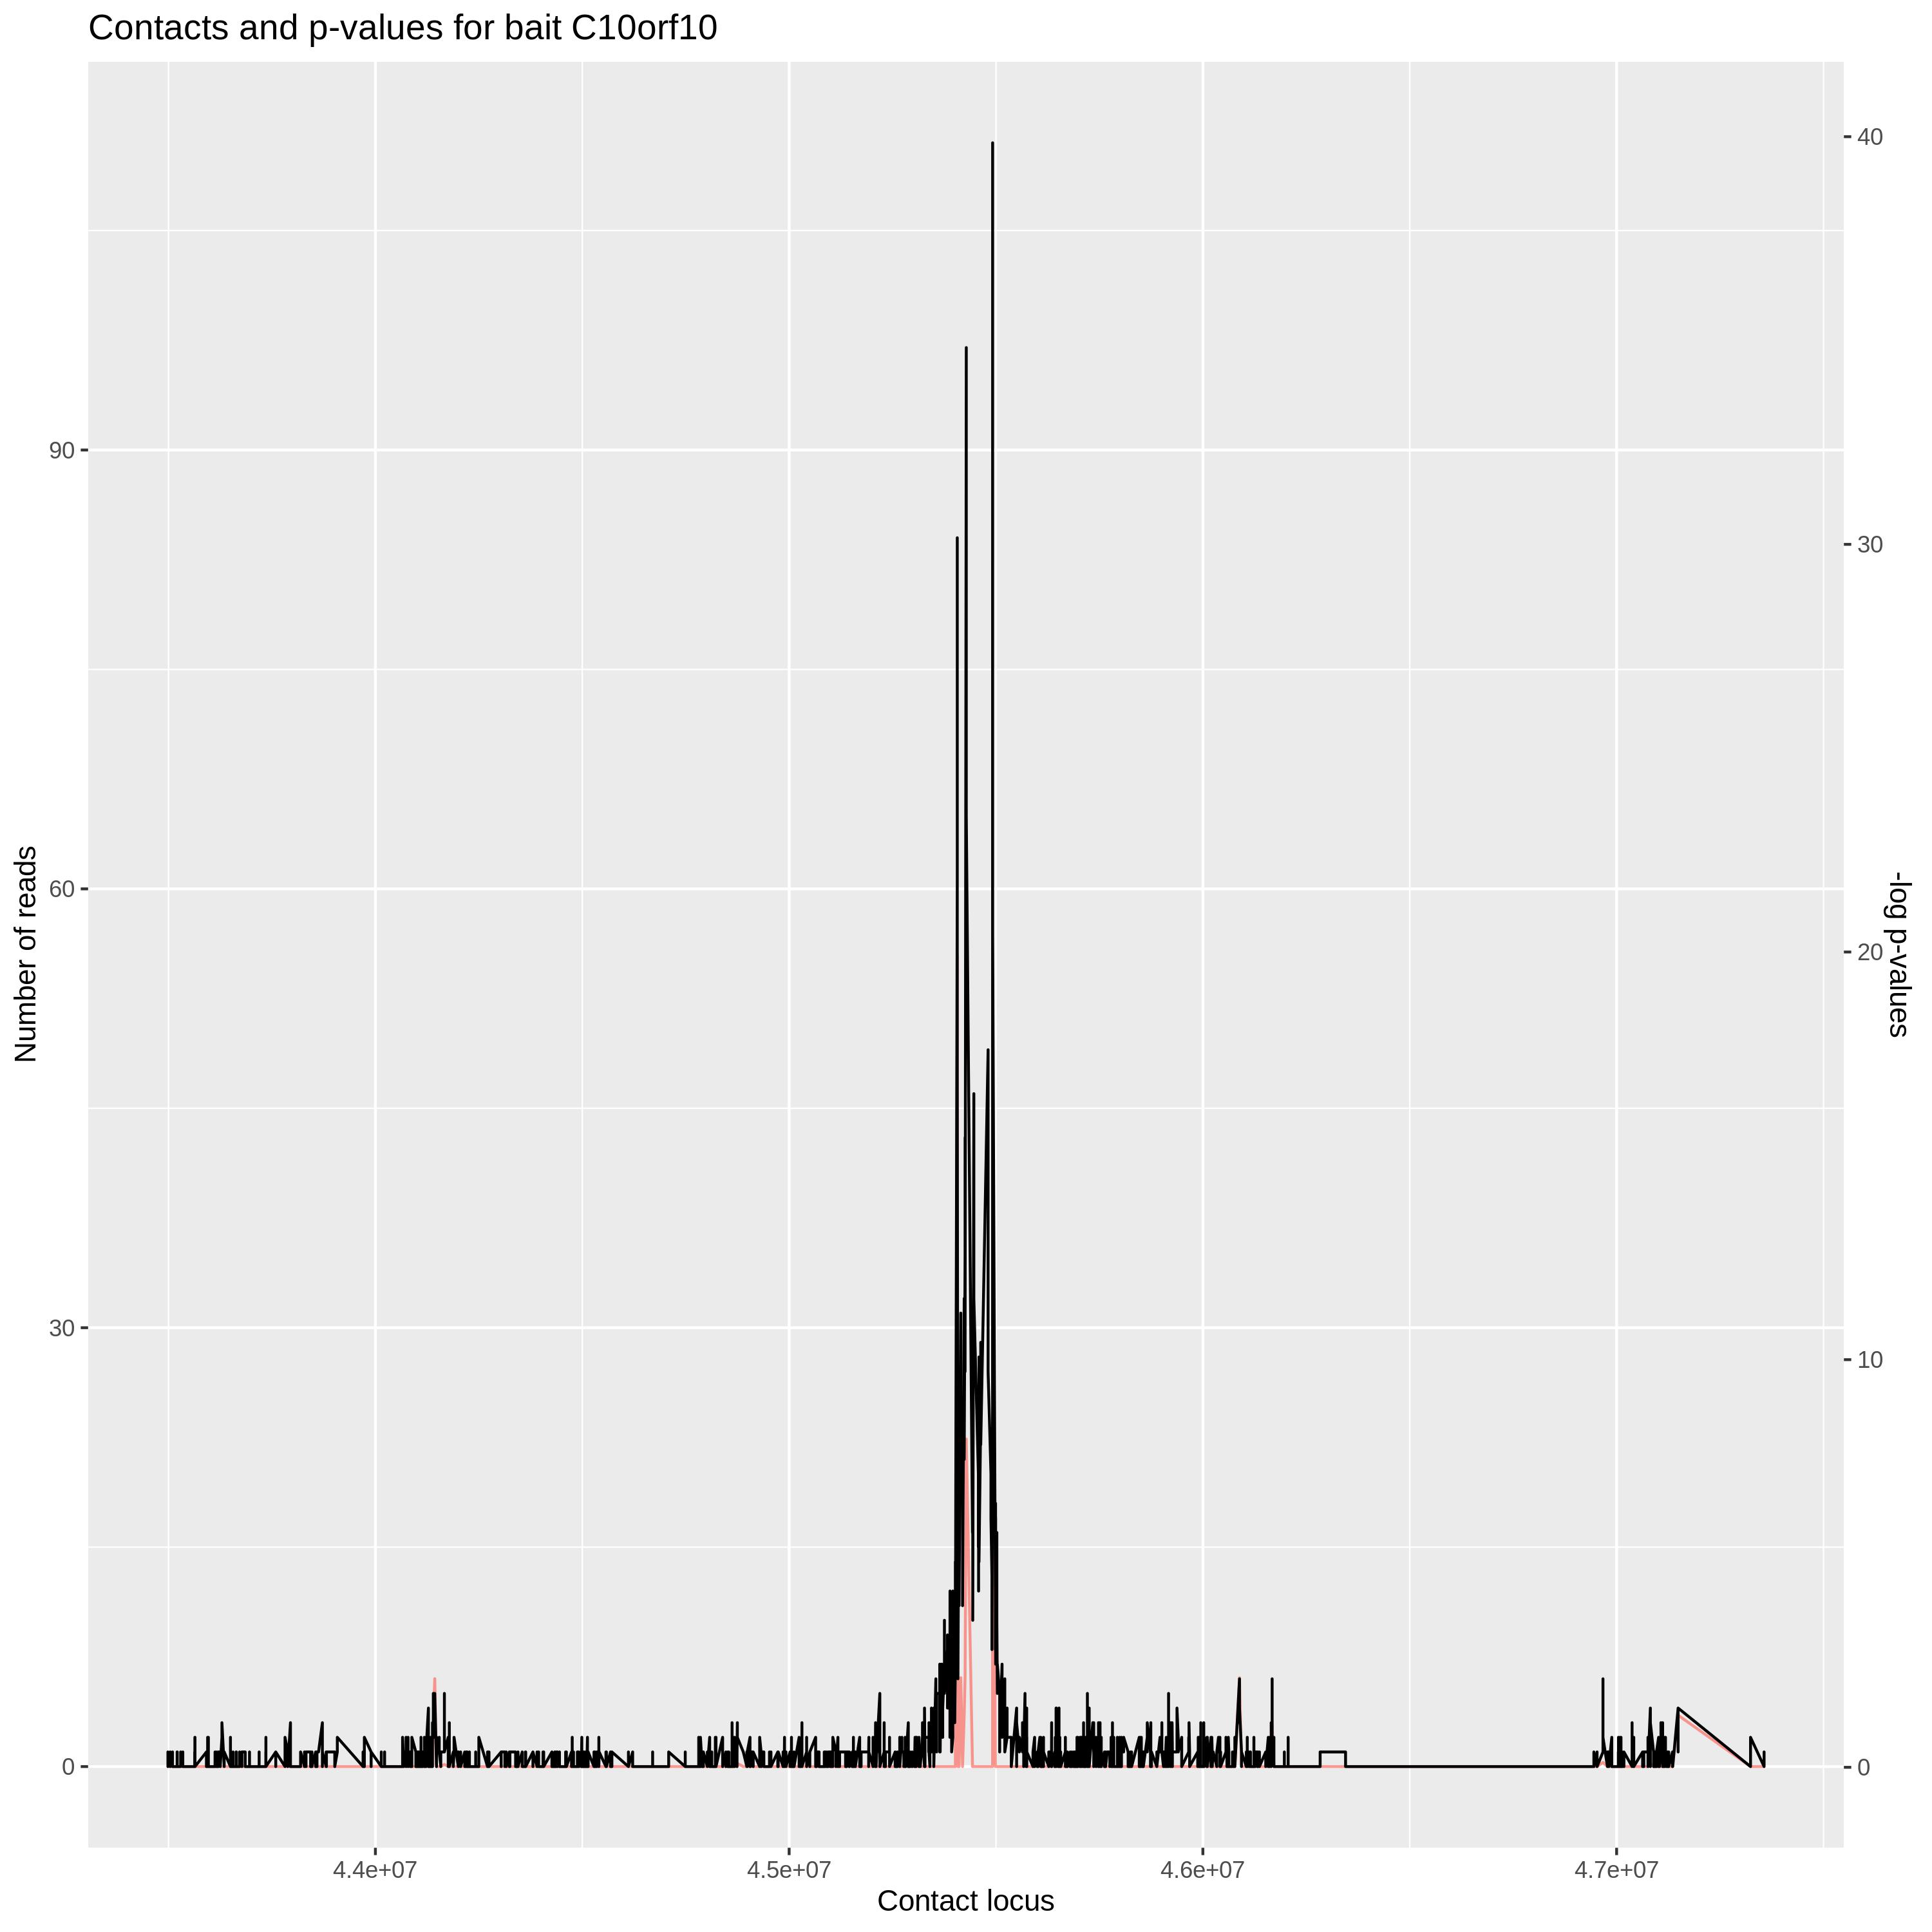 Contacts and p-values for bait C10orf10
Number of reads
90
60
30
0
40
30
20
10
0
-log p-values
4.4e+07
4.5e+07
4.6e+07
4.7e+07
Contact locus